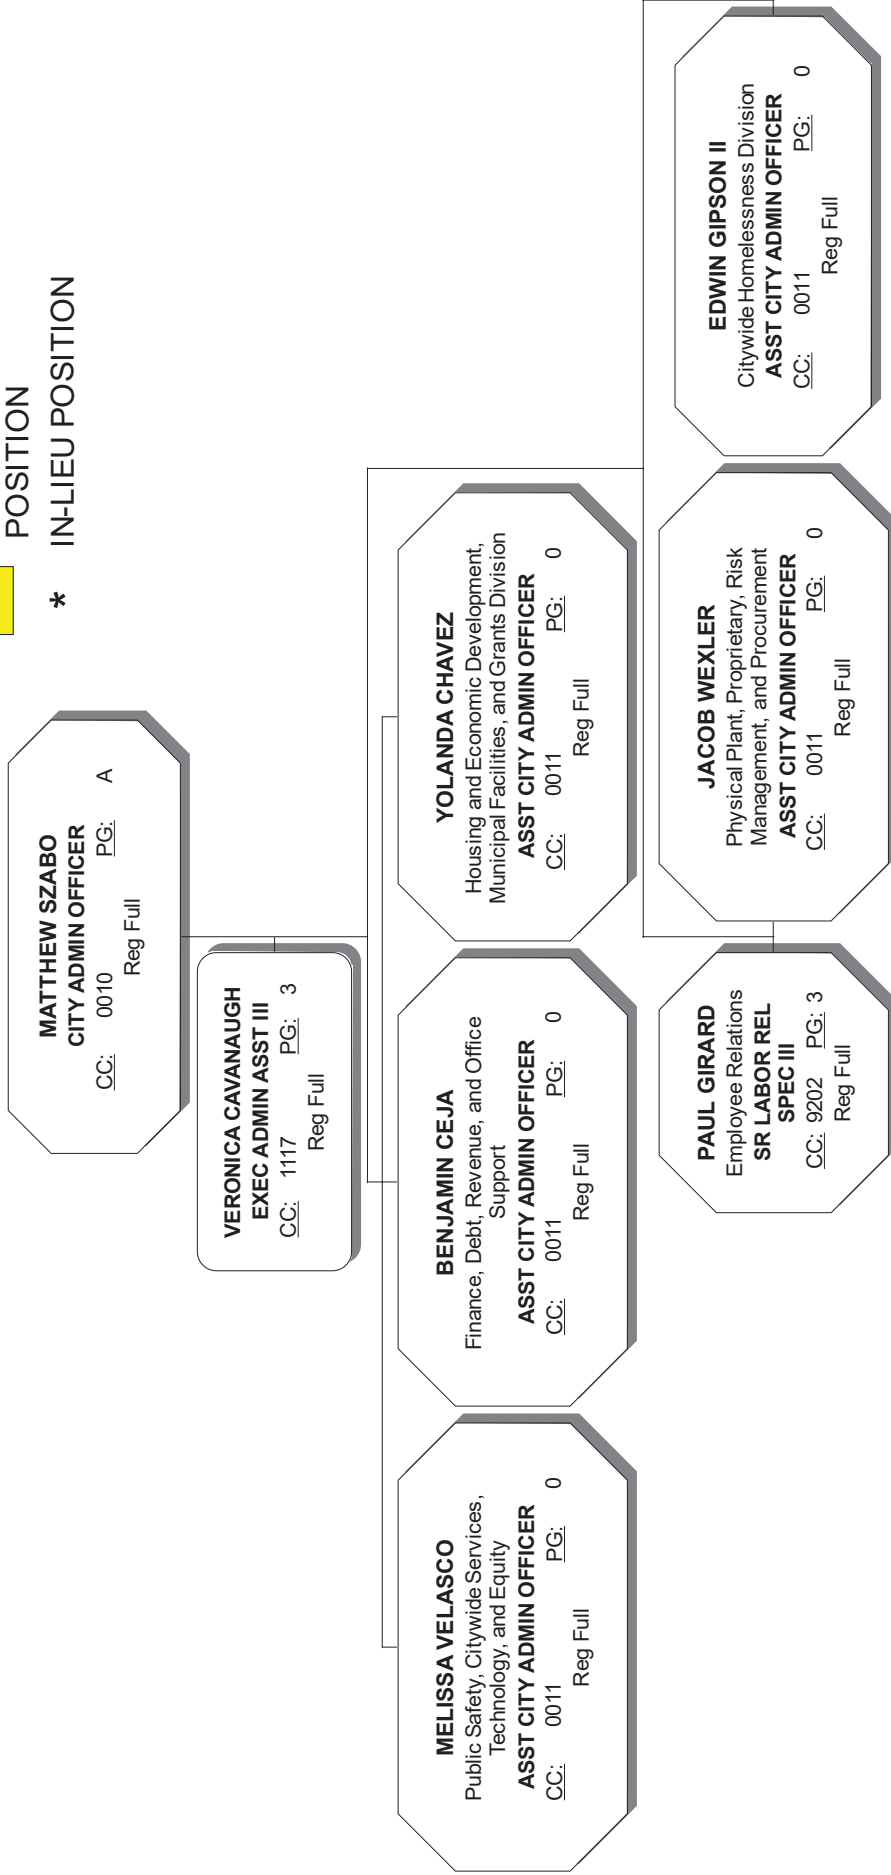 POSITION
* IN-LIEU POSITION
MATTHEW SZABO
CITY ADMIN OFFICER
CC: 0010 PG: A
Reg Full
VERONICA CAVANAUGH
EXEC ADMIN ASST III
CC: 1117 PG: 3
Reg Full
MELISSA VELASCO
Public Safety, Citywide Services,
Technology, and Equity
ASST CITY ADMIN OFFICER
CC: 0011 PG: 0
Reg Full
BENJAMIN CEJA
Finance, Debt, Revenue, and Office
Support
ASST CITY ADMIN OFFICER
CC: 0011 PG: 0
Reg Full
YOLANDA CHAVEZ
Housing and Economic Development,
Municipal Facilities, and Grants Division
ASST CITY ADMIN OFFICER
CC: 0011 PG: 0
Reg Full
PAUL GIRARD
Employee Relations
SR LABOR REL
SPEC III
CC: 9202 PG: 3
Reg Full
JACOB WEXLER
Physical Plant, Proprietary, Risk
Management, and Procurement
ASST CITY ADMIN OFFICER
CC: 0011 PG: 0
Reg Full
EDWIN GIPSON II
Citywide Homelessness Division
ASST CITY ADMIN OFFICER
CC: 0011 PG: 0
Reg Full